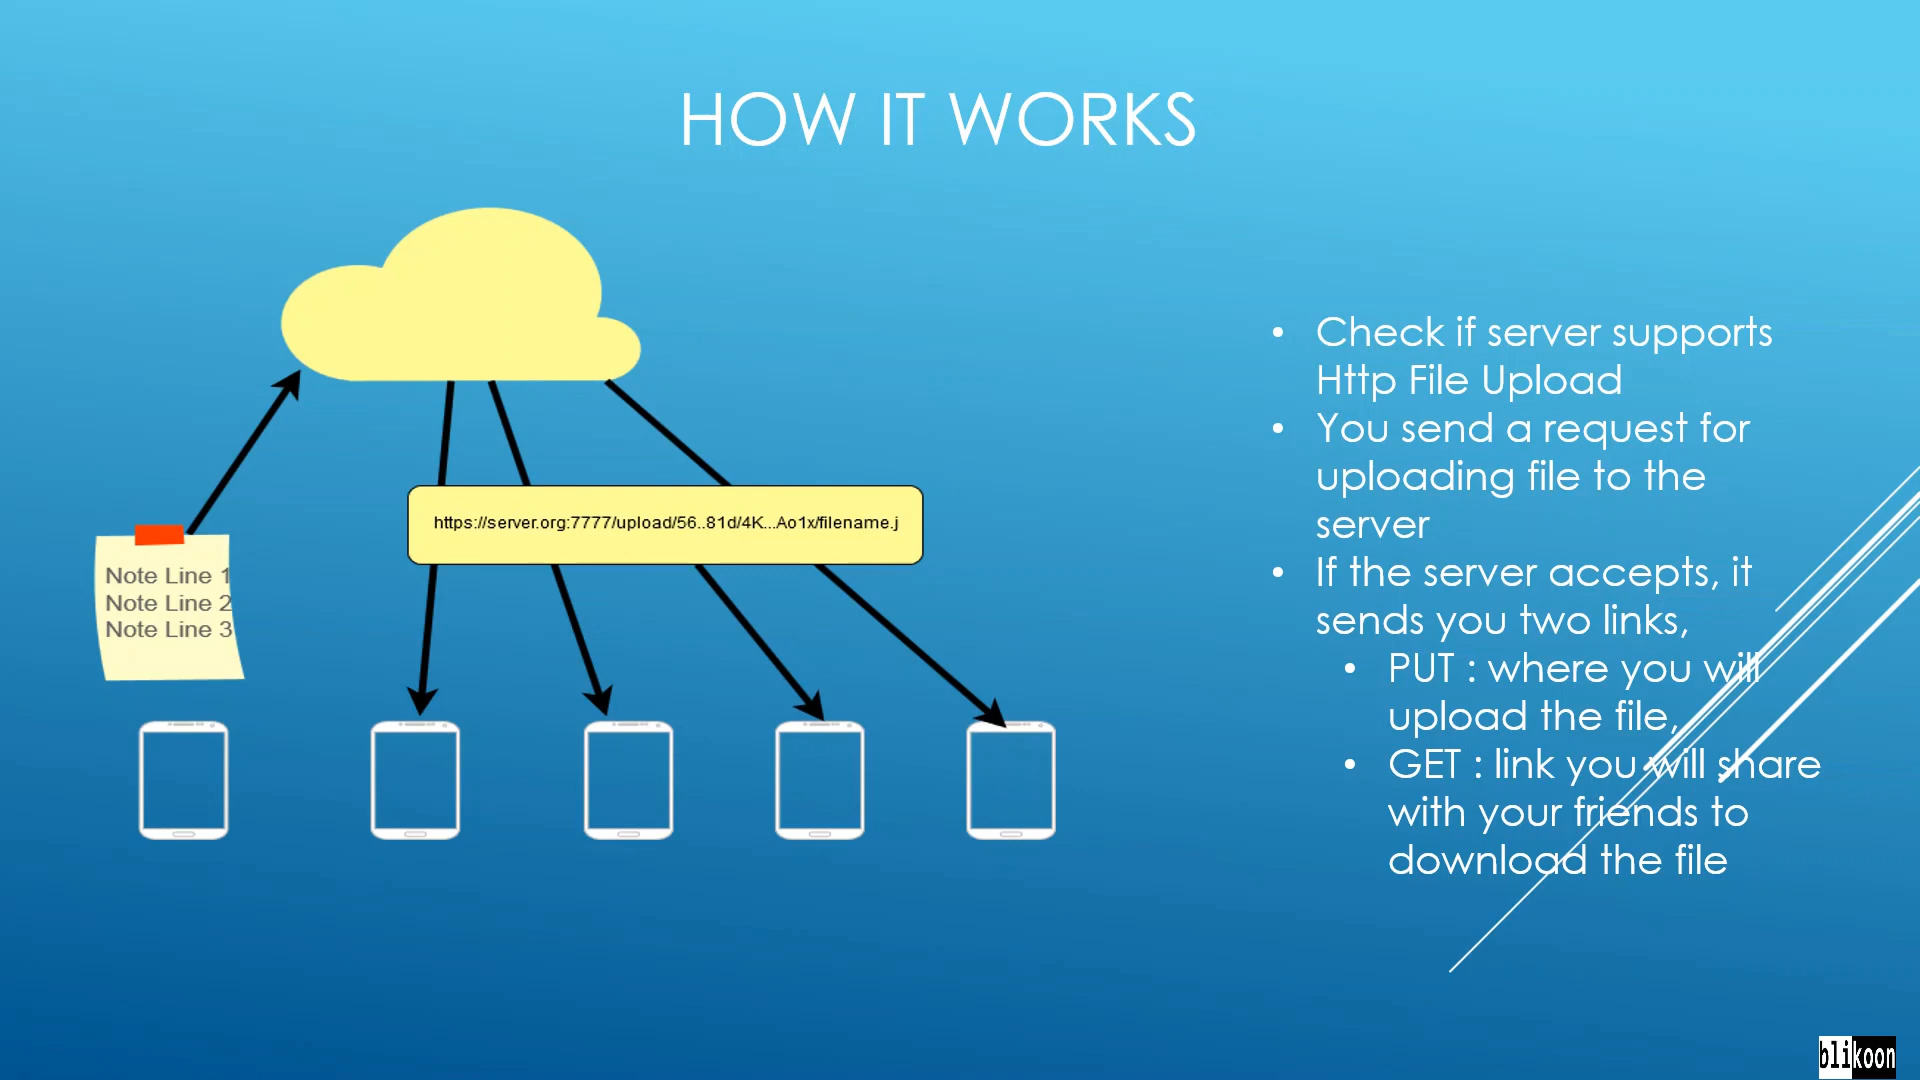 HOW IT WORKS
https://server.org:7777/upload/56..81d/4K...Ao1x/filename.j
Note Line 1
Note Line 2
Note Line 3
• Check if server supports
Http File Upload
• You send a request for
uploading file to the
server
• If the server accepts, it
sends you two links,
• PUT : where you will
upload the file,
• GET : link you will share
with your friends to
download the file
blikoon